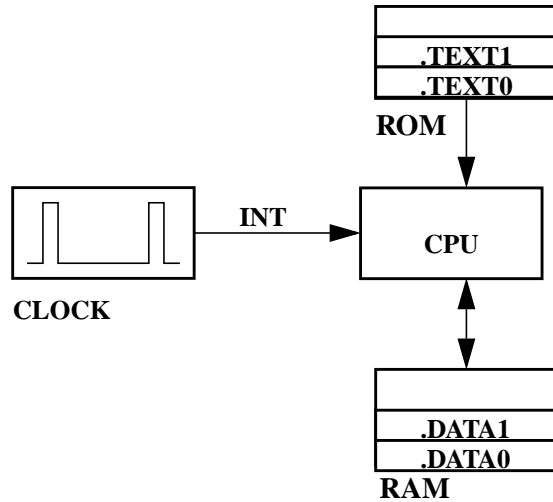 .TEXT1
.TEXT0
ROM
INT
CPU
CLOCK
.DATA1
.DATA0
RAM